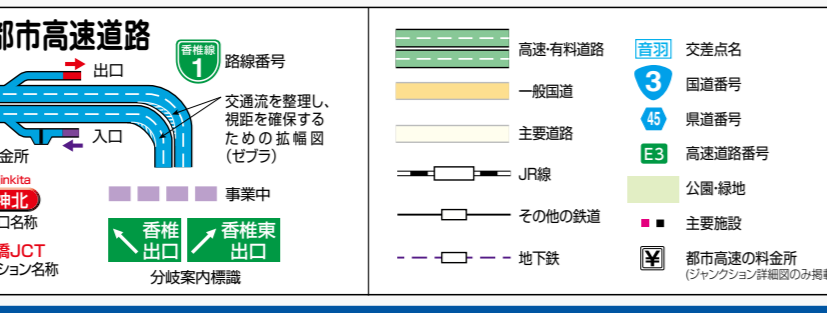 都市高速道路
香椎線
1
路線番号
出口
入口
交通流を整理し、
視距を確保する
ための拡幅図
(ゼブラ)
金所
inkita
神北
口名称
事業中
JCT
ション名称
香椎
出口
香椎東
出口
分岐案内標識
高速・有料道路
一般国道
主要道路
JR線
その他の鉄道
地下鉄
音羽
交差点名
3
国道番号
45
県道番号
E3
高速道路番号
公園・緑地
主要施設
¥
都市高速の料金所
(ジャンクション詳細図のみ掲載